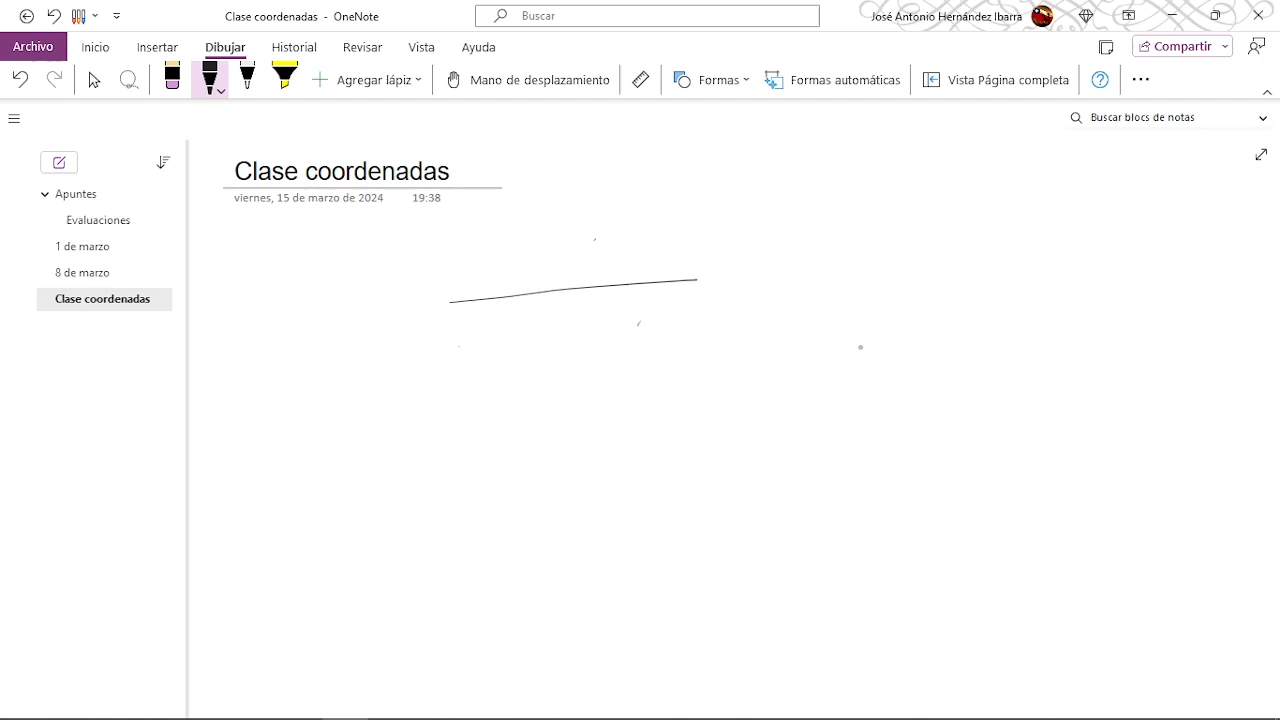 Clase coordenadas - OneNote
Buscar
José Antonio Hernández Ibarra
Archivo
Inicio
Insertar
Dibujar
Historial
Revisar
Vista
Ayuda
Compartir
Agregar lápiz
Mano de desplazamiento
Formas
Formas automáticas
Vista Página completa
Buscar blocs de notas
Clase coordenadas
viernes, 15 de marzo de 2024 19:38
Apuntes
Evaluaciones
1 de marzo
8 de marzo
Clase coordenadas